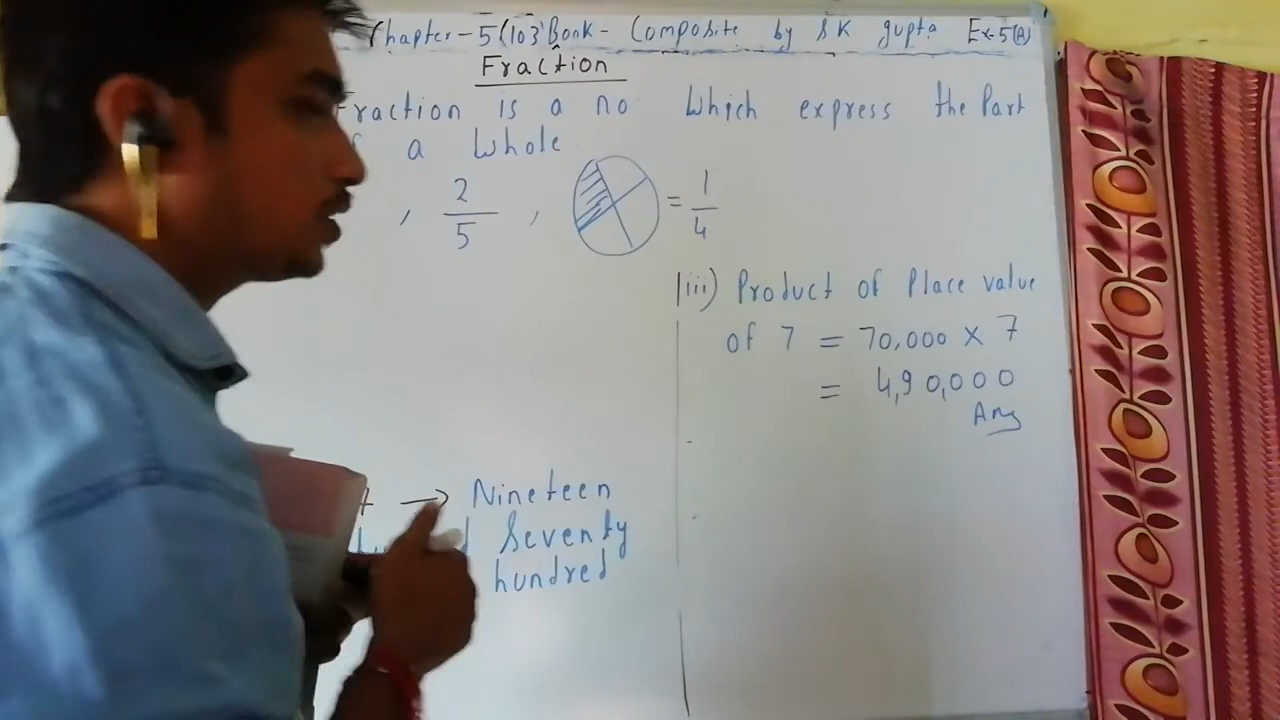 Chapter-5 (103) Book- Composite by S K gupta Ex-5(A)
Fraction
Fraction is a no. Which express the Part
a Whole.
, 2/5 , = 1/4
(iii) Product of Place value
of 7 = 70,000 × 7
= 4,90,000
Ans
→ Nineteen
Seventy
hundred